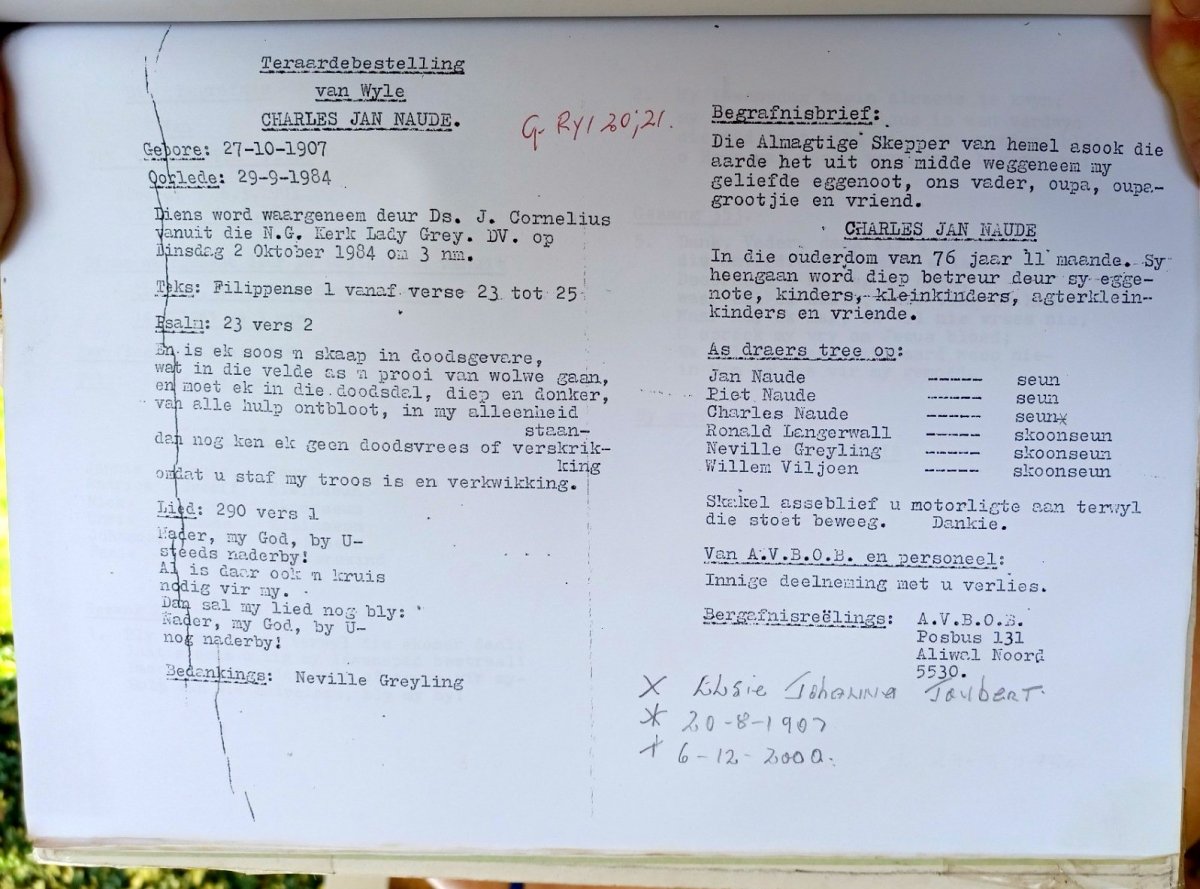 Teraardebestelling
van Wyle
CHARLES JAN NAUDE.
G. RY1 20;21.
Gebore: 27-10-1907
Oorlede: 29-9-1984
Diens word waargeneem deur Ds. J. Cornelius
vanuit die N.G. Kerk Lady Grey. DV. op
Dinsdag 2 Oktober 1984 om 3 nm.
Teks: Filippense 1 vanaf verse 23 tot 25
Psalm: 23 vers 2
En is ek soos 'n skaap in doodsgevare,
wat in die velde as 'n prooi van wolwe gaan,
en moet ek in die doodsdal, diep en donker,
van alle hulp ontbloot, in my alleenheid
staan-
dan nog ken ek geen doodsvrees of verskrik-
king
omdat u staf my troos is en verkwikking.
Lied: 290 vers 1
Nader, my God, by U-
steeds naderby!
Al is daar ook 'n kruis
nodig vir my.
Dan sal my lied nog bly:
Nader, my God, by U-
nog naderby!
Bedankings: Neville Greyling
Begrafnisbrief:
Die Almagtige Skepper van hemel asook die
aarde het uit ons midde weggeneem my
geliefde eggenoot, ons vader, oupa, oupa-
grootjie en vriend.
CHARLES JAN NAUDE
In die ouderdom van 76 jaar 11 maande. Sy
heengaan word diep betreur deur sy egge-
note, kinders, kleinkinders, agterklein-
kinders en vriende.
As draers tree op:
Jan Naude ------ seun
Piet Naude ------ seun
Charles Naude ------ seun
Ronald Langerwall ------ skoonseun
Neville Greyling ------ skoonseun
Willem Viljoen ------ skoonseun
Skakel asseblief u motorligte aan terwyl
die stoet beweeg. Dankie.
Van A.V.B.O.B. en personeel:
Innige deelneming met u verlies.
Bergafnisreëlings: A.V.B.O.B.
Posbus 131
Aliwal Noord
5530.
X Elsie Johanna Joubert.
* 20-8-1907
+ 6-12-2000.